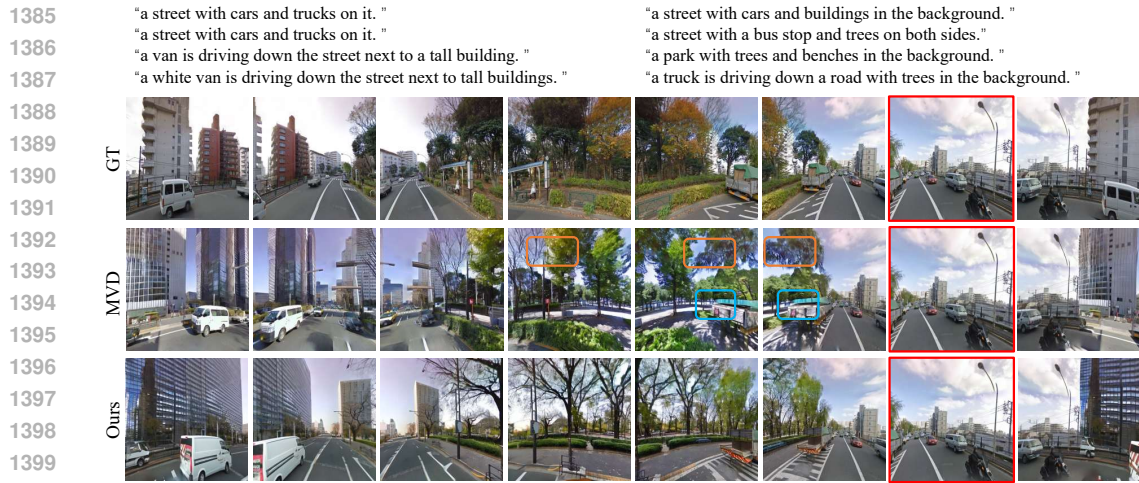 1385
1386
1387
1388
1389
1390
1391
1392
1393
1394
1395
1396
1397
1398
1399
“a street with cars and trucks on it. ”
“a street with cars and trucks on it. ”
“a van is driving down the street next to a tall building. ”
“a white van is driving down the street next to tall buildings. ”
“a street with cars and buildings in the background. ”
“a street with a bus stop and trees on both sides.”
“a park with trees and benches in the background. ”
“a truck is driving down a road with trees in the background. ”
GT
MVD
Ours